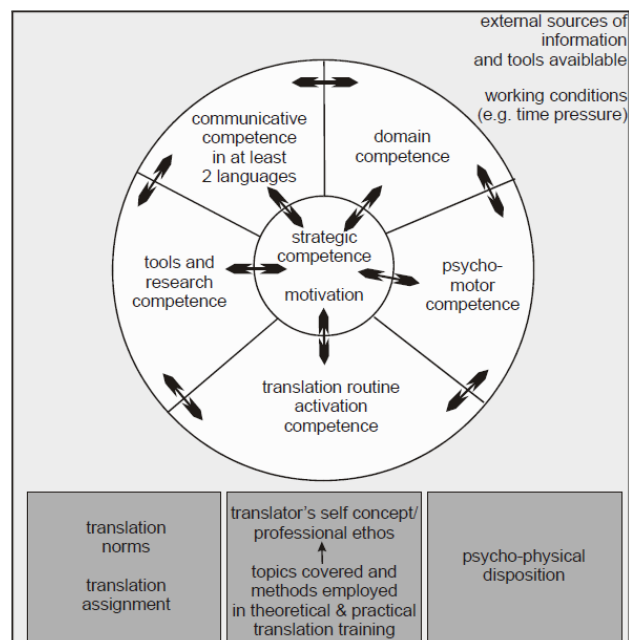 external sources of
information
and tools avaiblable
working conditions
(e.g. time pressure)
communicative
competence
in at least
2 languages
domain
competence
strategic
competence
motivation
tools and
research
competence
psycho-
motor
competence
translation routine
activation
competence
translation
norms
translation
assignment
translator's self concept/
professional ethos
topics covered and
methods employed
in theoretical & practical
translation training
psycho-physical
disposition